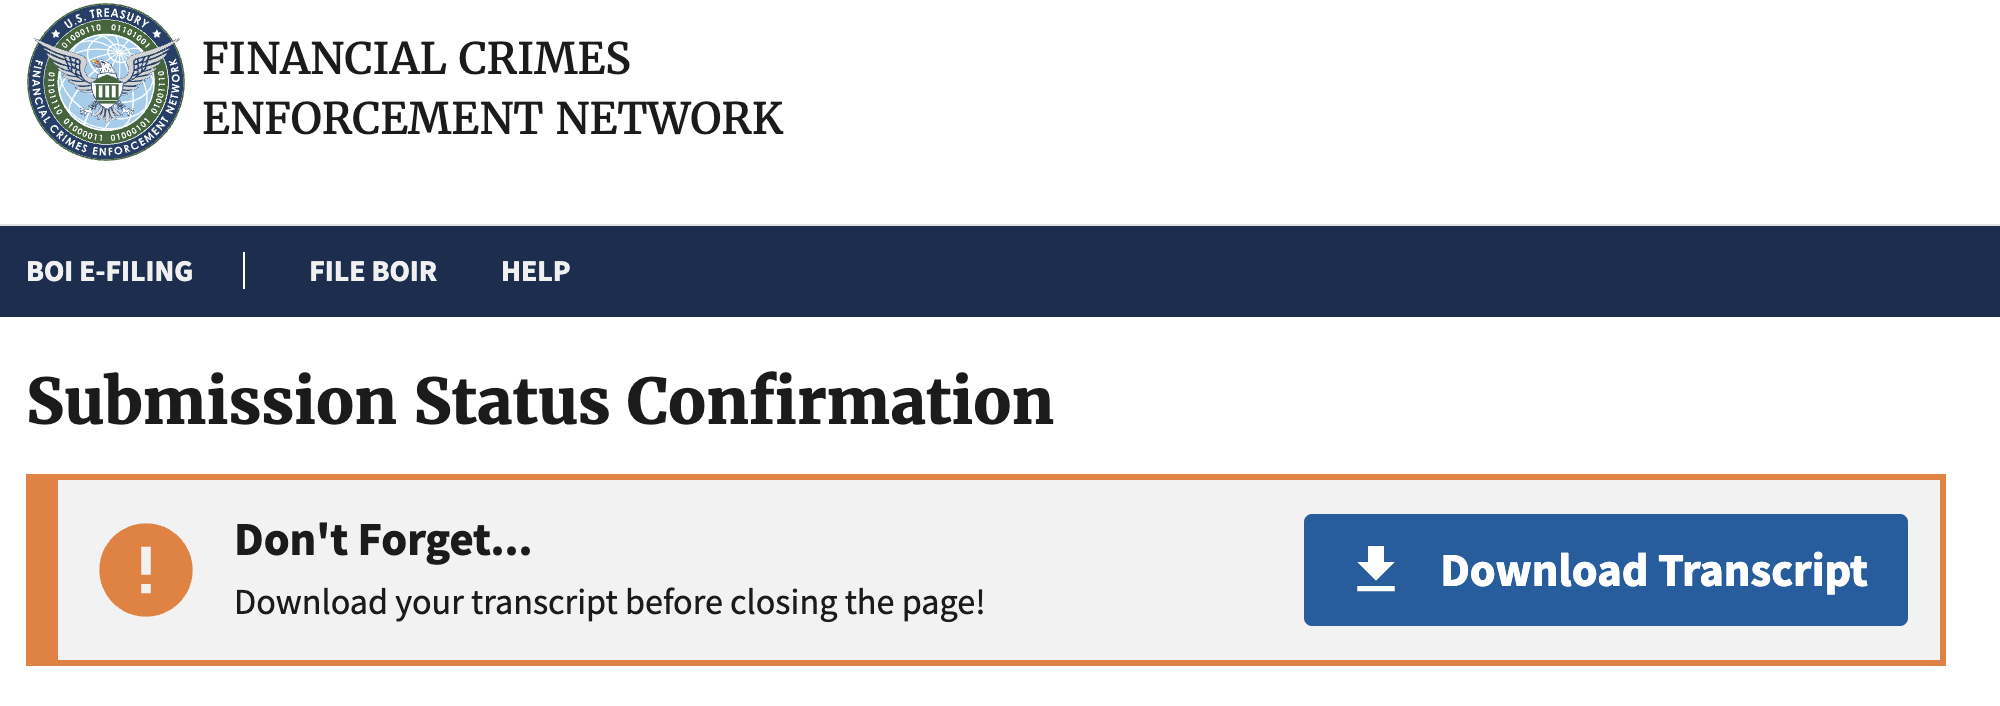 U.S. TREASURY
FINANCIAL CRIMES ENFORCEMENT NETWORK
01000110 01101001
01101110
01000011 01000101
01001110
FINANCIAL CRIMES
ENFORCEMENT NETWORK
BOI E-FILING FILE BOIR HELP
Submission Status Confirmation
Don't Forget...
Download your transcript before closing the page!
Download Transcript